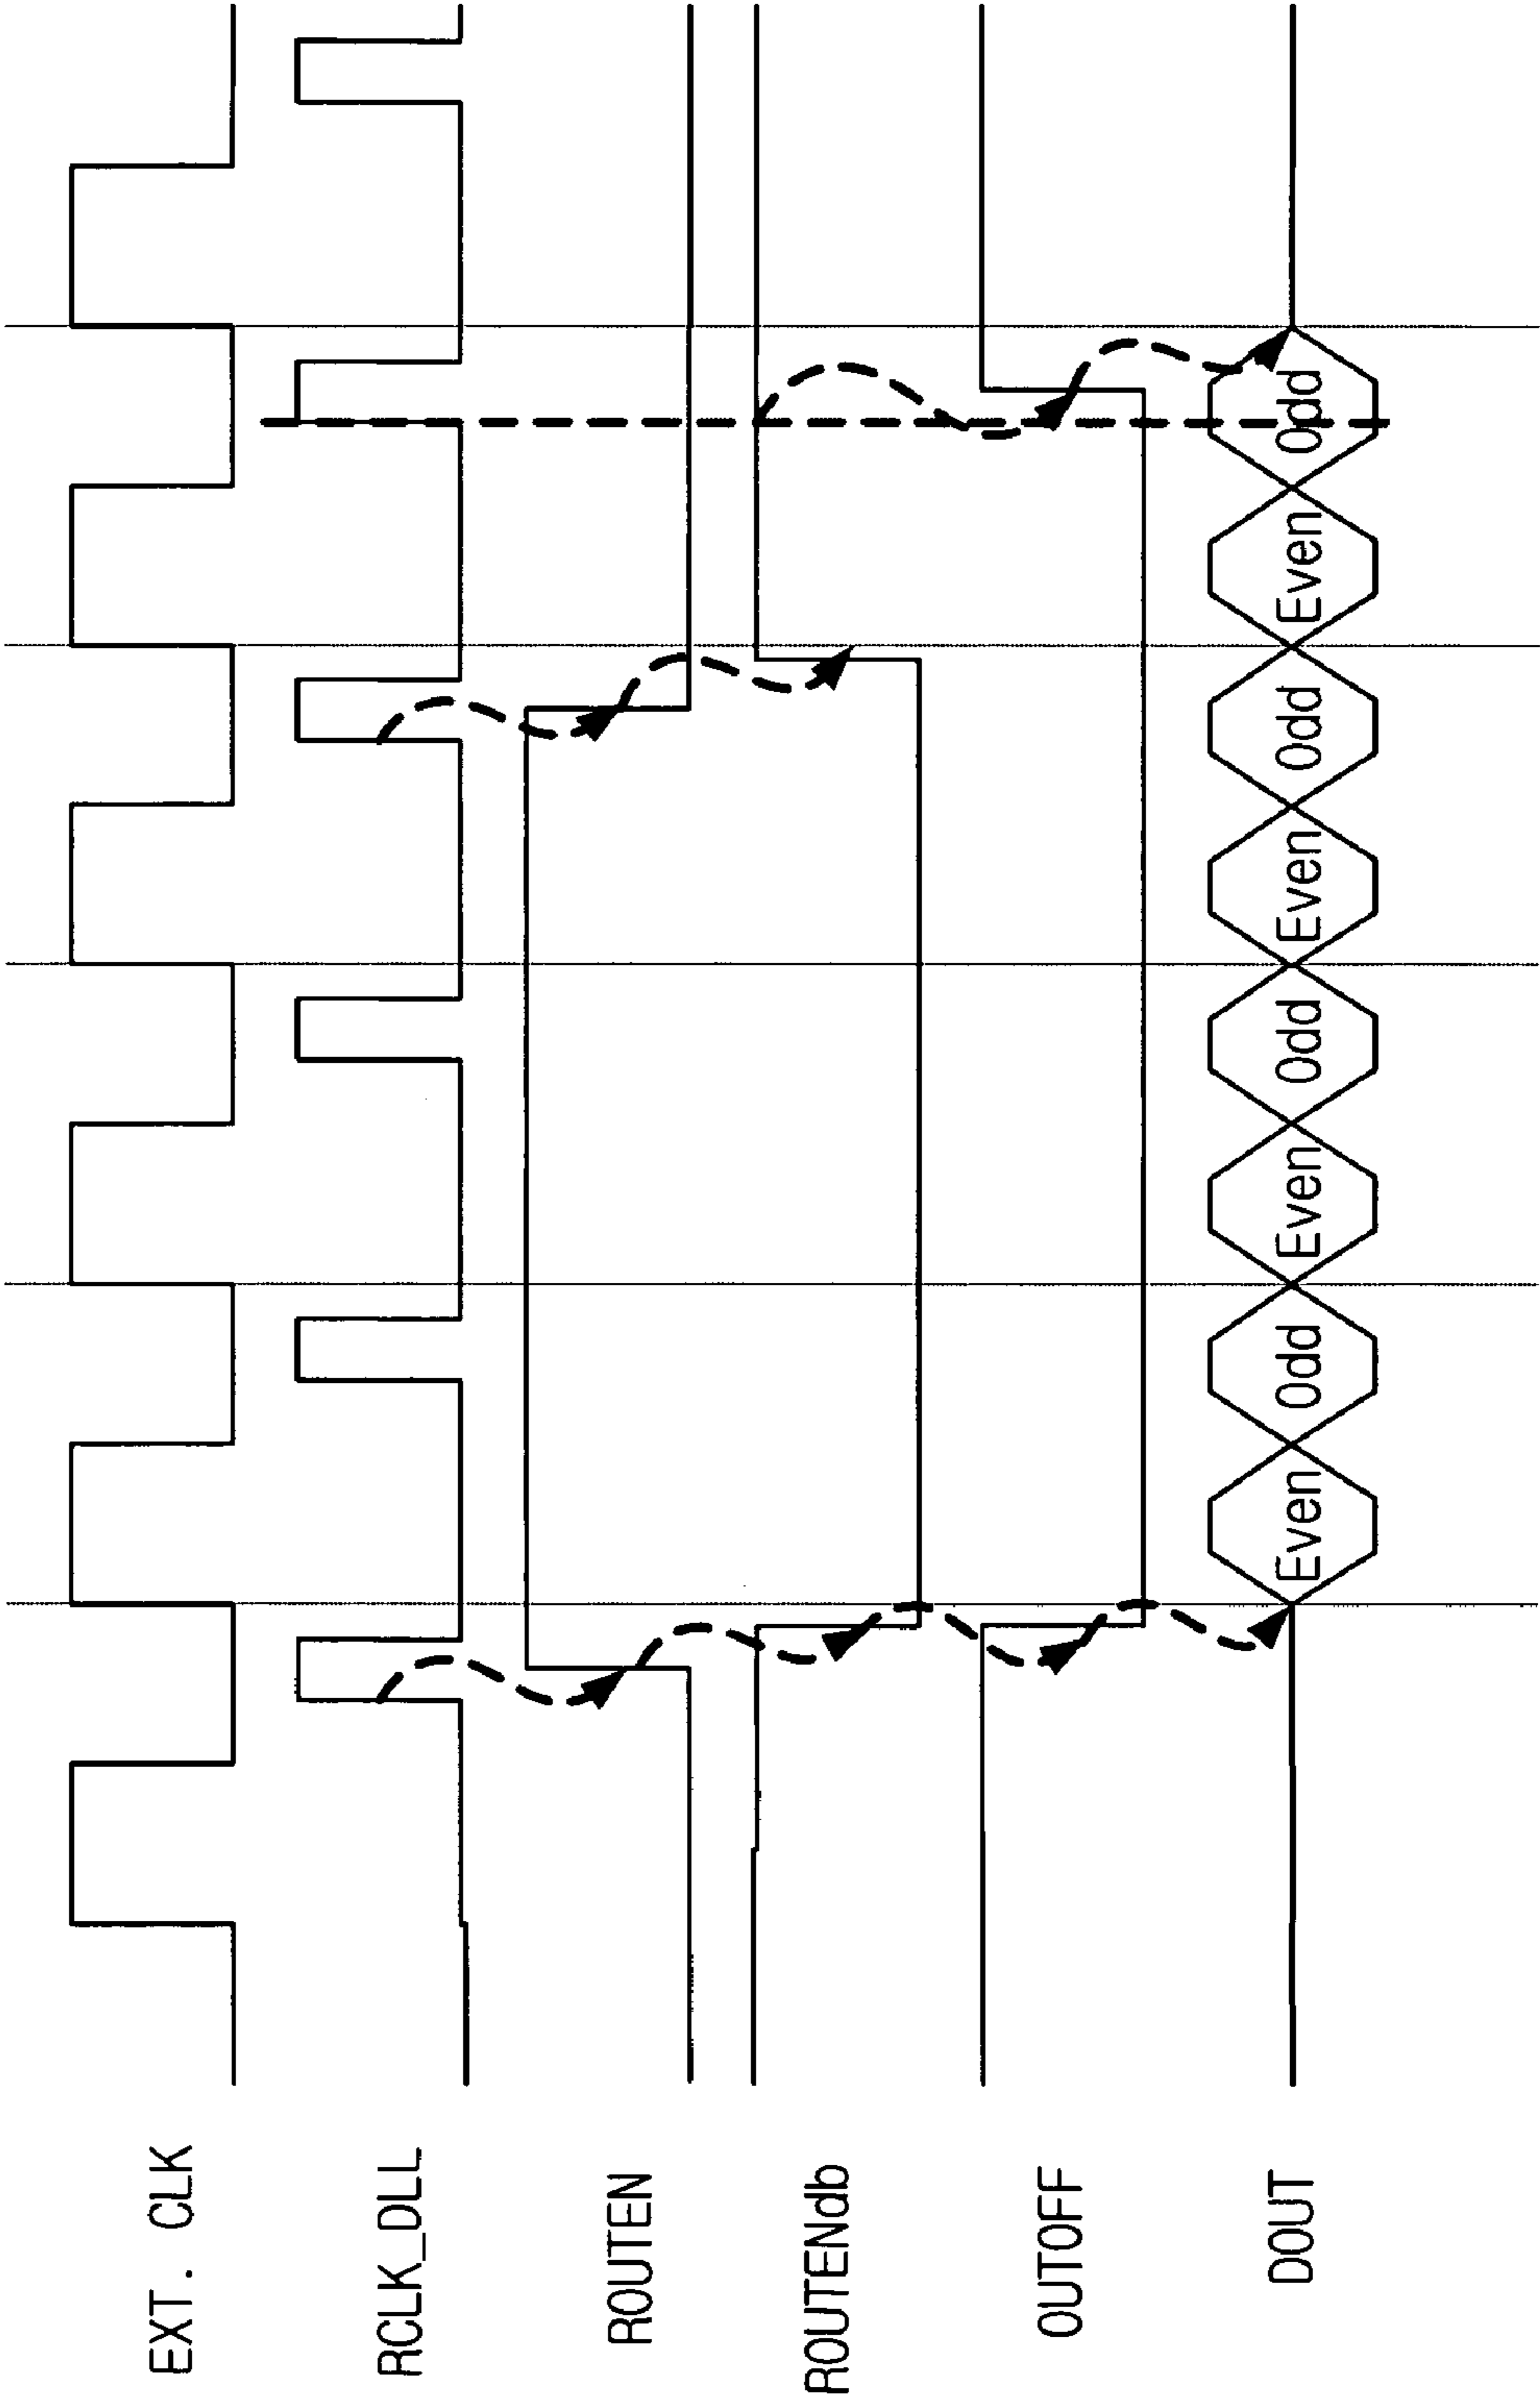 EXT. CLK
RCLK_DLL
ROUTEN
ROUTENdb
OUTOFF
DOUT
Even Odd Even Odd Even Odd Even Odd